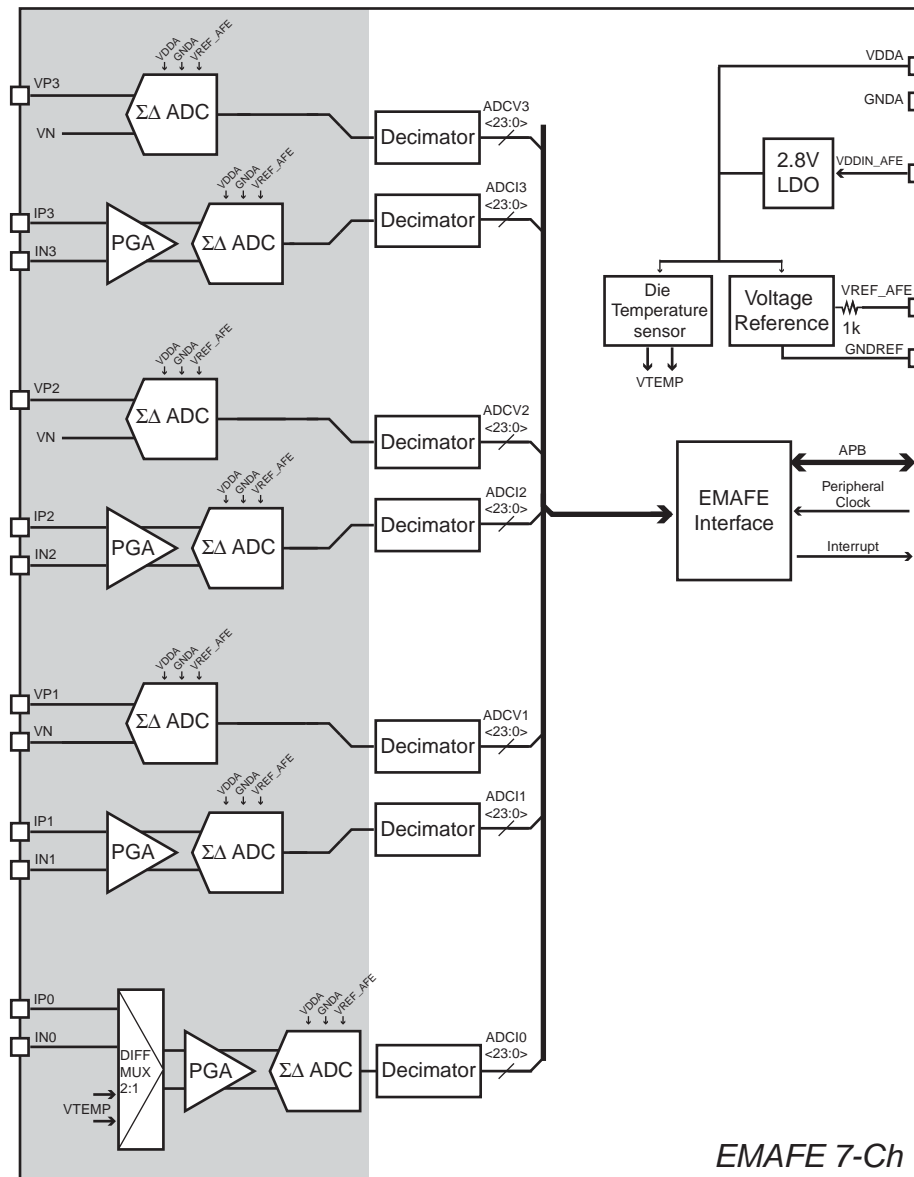 VDDA
GNDA
VREF_AFE
VP3
ΣΔ ADC
VN
Decimator
ADCV3
<23:0>
VDDA
GNDA
VREF_AFE
IP3
IN3
PGA
ΣΔ ADC
Decimator
ADCI3
<23:0>
VDDA
GNDA
2.8V
LDO
VDDIN_AFE
Die
Temperature
sensor
VTEMP
Voltage
Reference
VREF_AFE
1k
GNDREF
VDDA
GNDA
VREF_AFE
VP2
ΣΔ ADC
VN
Decimator
ADCV2
<23:0>
VDDA
GNDA
VREF_AFE
IP2
IN2
PGA
ΣΔ ADC
Decimator
ADCI2
<23:0>
EMAFE
Interface
APB
Peripheral
Clock
Interrupt
VDDA
GNDA
VREF_AFE
VP1
ΣΔ ADC
VN
Decimator
ADCV1
<23:0>
VDDA
GNDA
VREF_AFE
IP1
IN1
PGA
ΣΔ ADC
Decimator
ADCI1
<23:0>
VDDA
GNDA
VREF_AFE
IP0
IN0
DIFF
MUX
2:1
VTEMP
PGA
ΣΔ ADC
Decimator
ADCI0
<23:0>
EMAFE 7-Ch